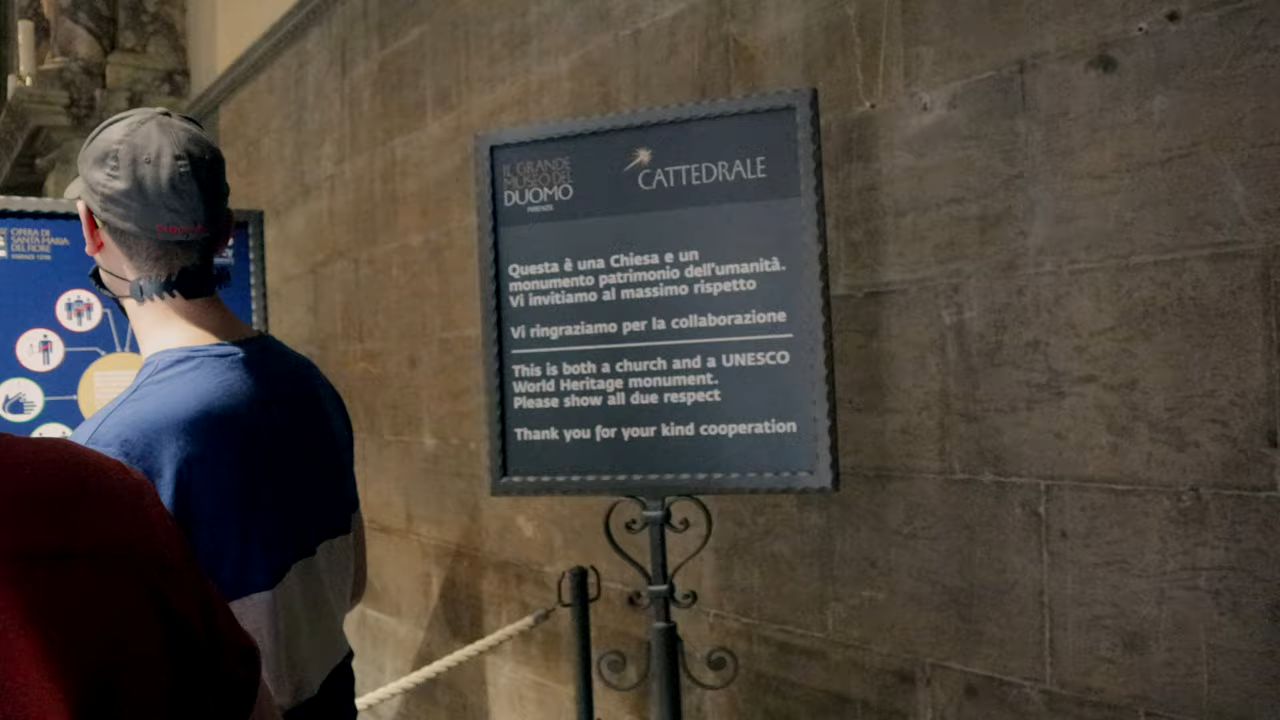 OPERA DI
SANTA MARIA
DEL FIORE
IL GRANDE
MUSEO DEL
DUOMO
FIRENZE
CATTEDRALE
Questa è una Chiesa e un
monumento patrimonio dell'umanità.
Vi invitiamo al massimo rispetto
Vi ringraziamo per la collaborazione
This is both a church and a UNESCO
World Heritage monument.
Please show all due respect
Thank you for your kind cooperation